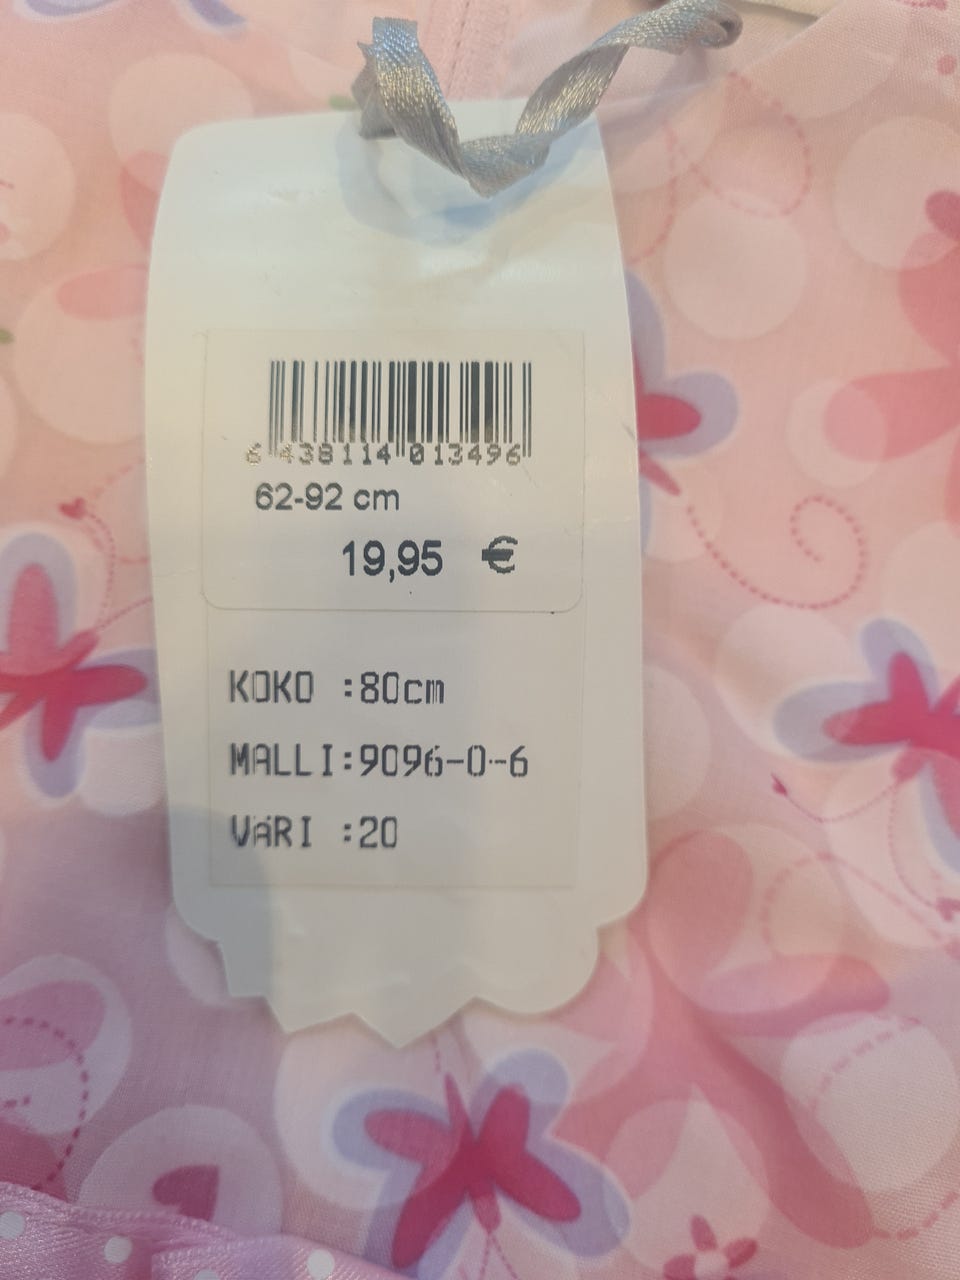 6 438114 013496
62-92 cm
19,95 €
KOKO :80cm
MALLI:9096-0-6
VÄRI :20